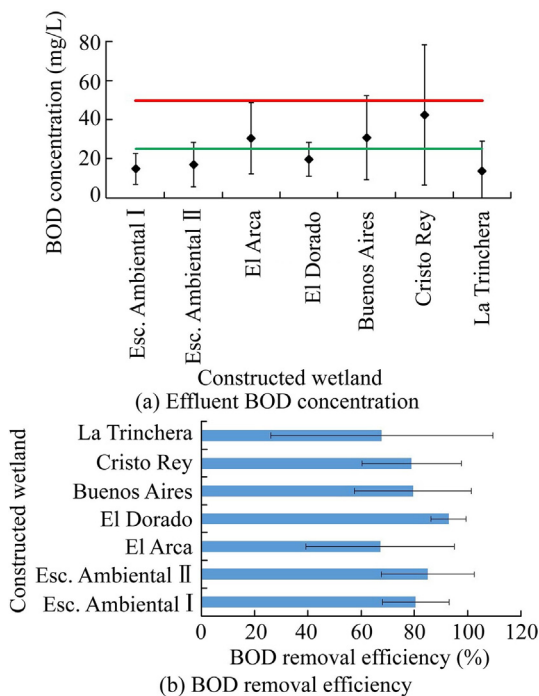 BOD concentration (mg/L)
80
60
40
20
0
Esc. Ambiental Ⅰ
Esc. Ambiental Ⅱ
El Arca
El Dorado
Buenos Aires
Cristo Rey
La Trinchera
Constructed wetland
(a) Effluent BOD concentration
Constructed wetland
La Trinchera
Cristo Rey
Buenos Aires
El Dorado
El Arca
Esc. Ambiental Ⅱ
Esc. Ambiental Ⅰ
0 20 40 60 80 100 120
BOD removal efficiency (%)
(b) BOD removal efficiency